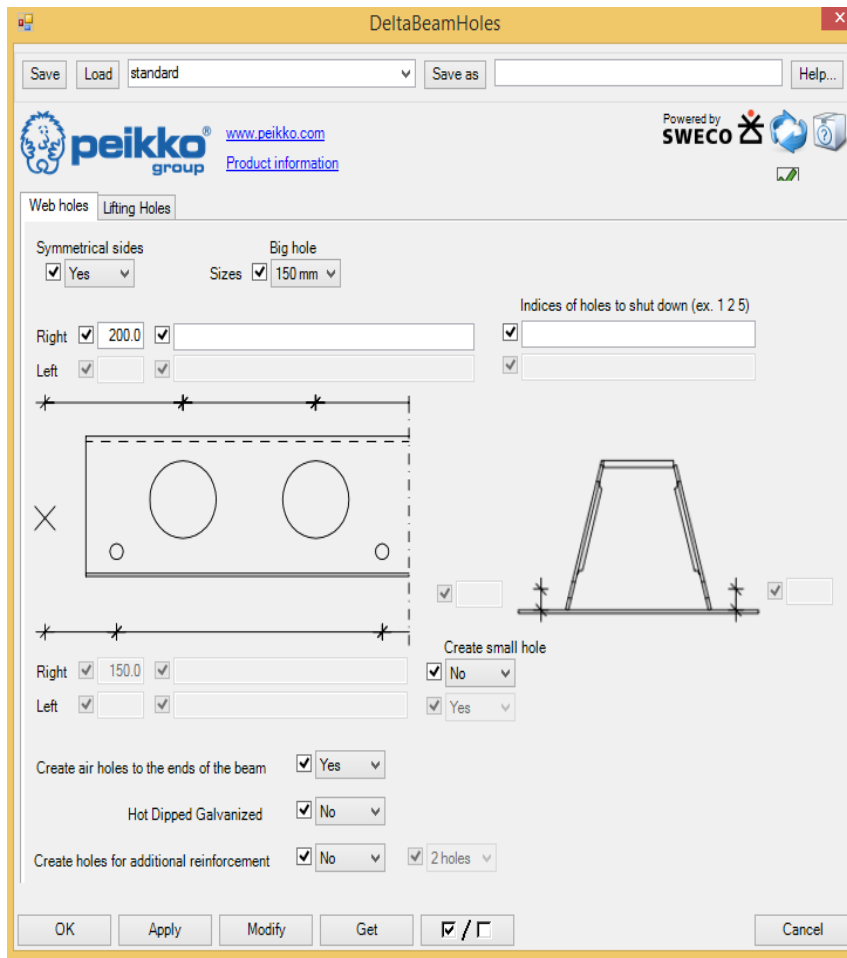 DeltaBeamHoles
Save Load standard Save as Help...
peikko® group
www.peikko.com
Product information
Powered by
SWECO
Web holes Lifting Holes
Symmetrical sides Big hole
Yes Sizes 150 mm
Indices of holes to shut down (ex. 1 2 5)
Right 200.0
Left
Create small hole
Right 150.0 No
Left Yes
Create air holes to the ends of the beam Yes
Hot Dipped Galvanized No
Create holes for additional reinforcement No 2 holes
OK Apply Modify Get / Cancel